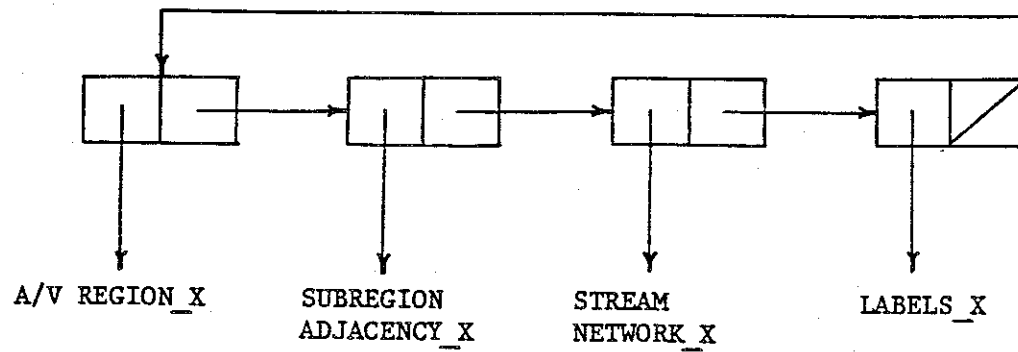 A/V REGION_X
SUBREGION
ADJACENCY_X
STREAM
NETWORK_X
LABELS_X